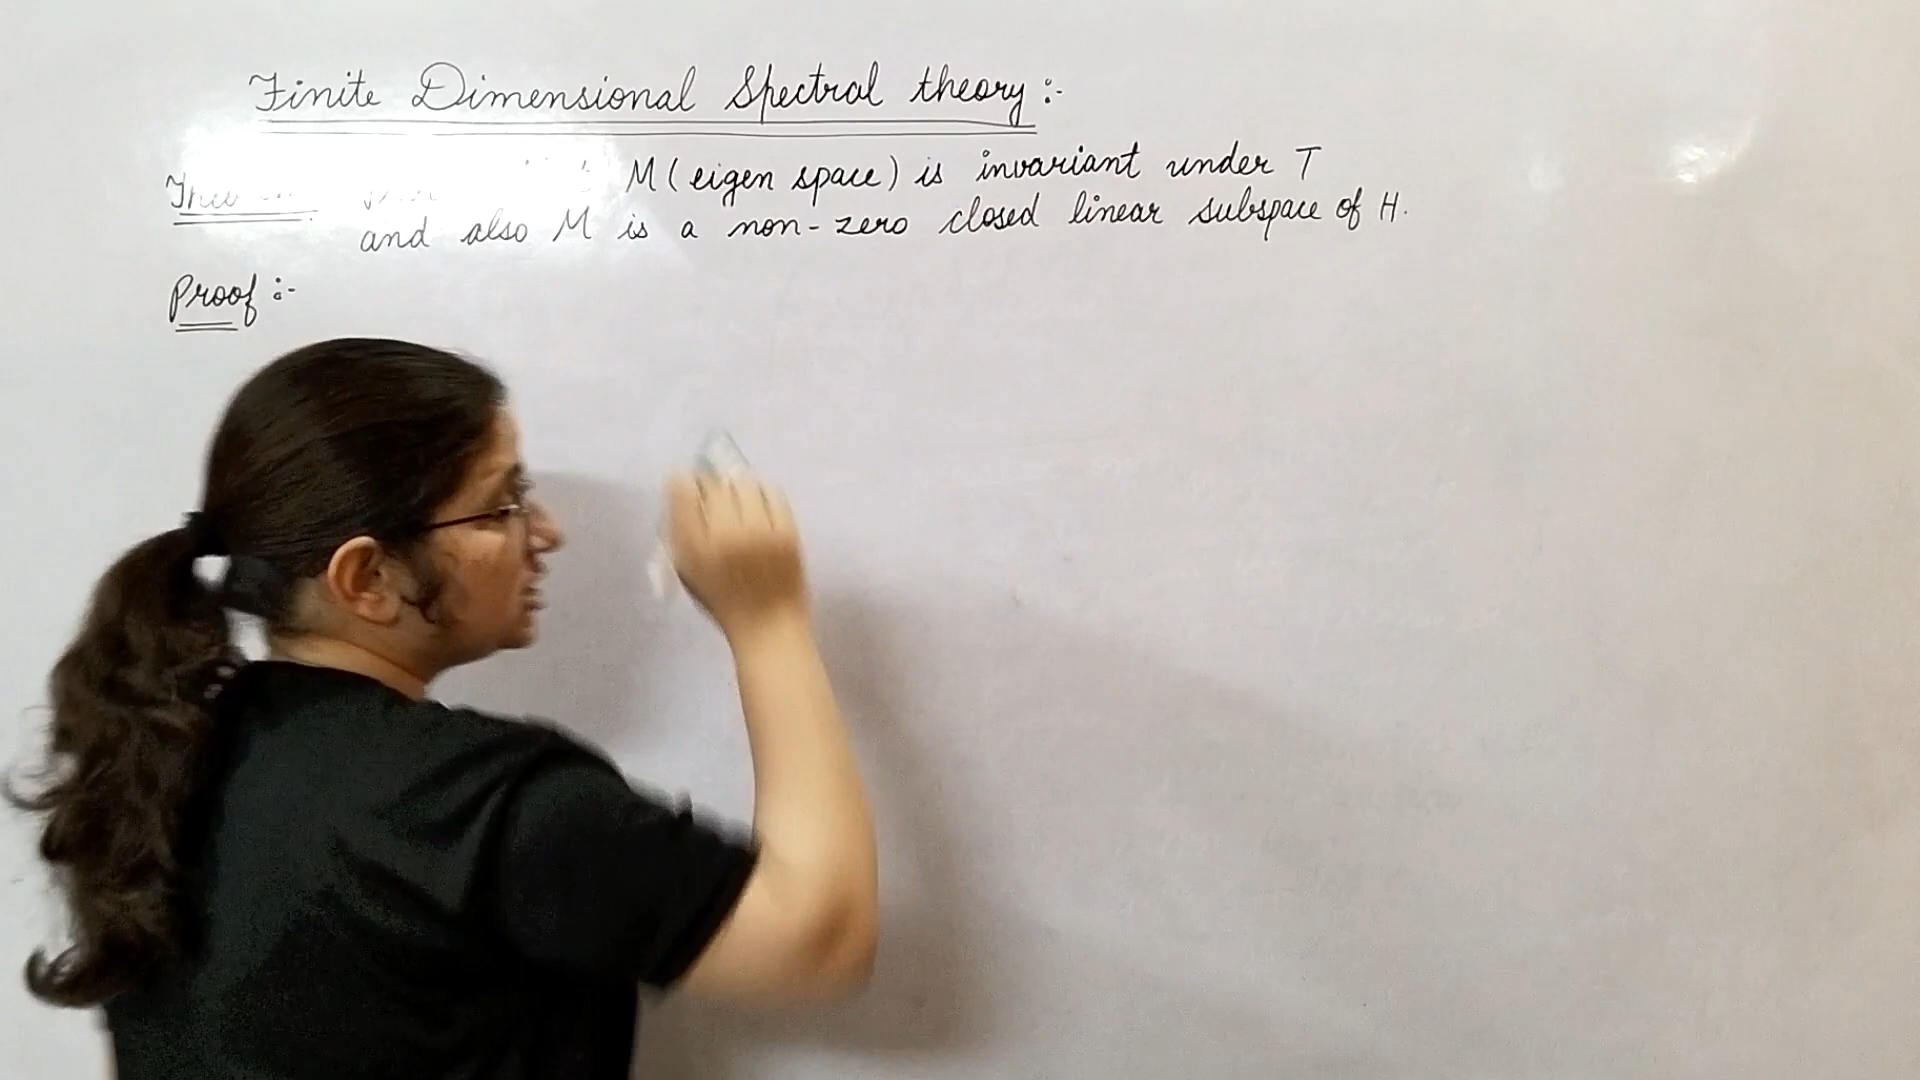 Finite Dimensional Spectral theory :-
M (eigen space) is invariant under T
and also M is a non-zero closed linear subspace of H.
Proof :-